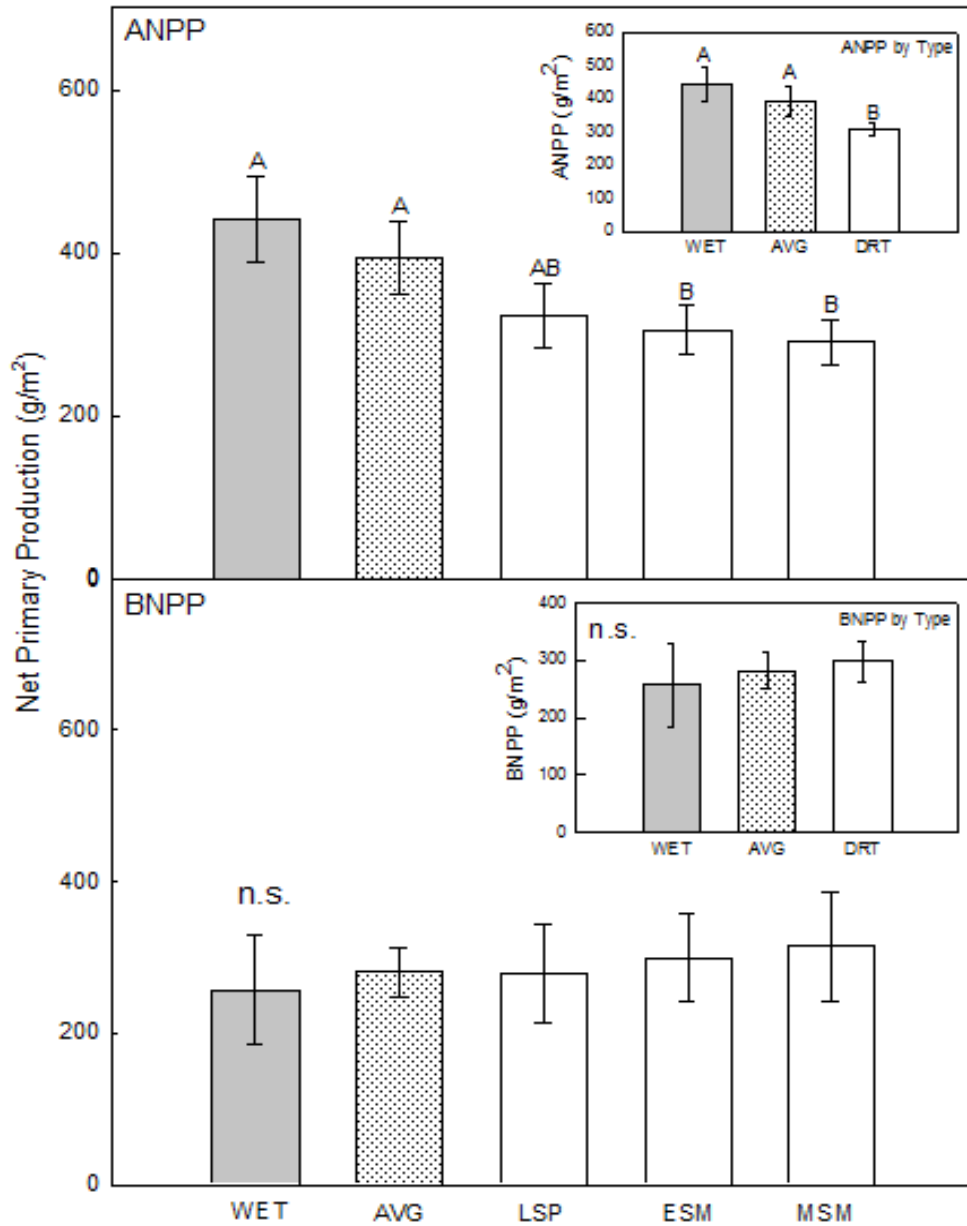 ANPP
ANPP by Type
600
500
400
300
200
100
0
ANPP (g/m²)
A
A
B
WET
AVG
DRT
600
400
200
0
A
A
AB
B
B
Net Primary Production (g/m²)
BNPP
BNPP by Type
n.s.
400
300
200
100
0
BNPP (g/m²)
WET
AVG
DRT
600
400
200
0
n.s.
WET
AVG
LSP
ESM
MSM